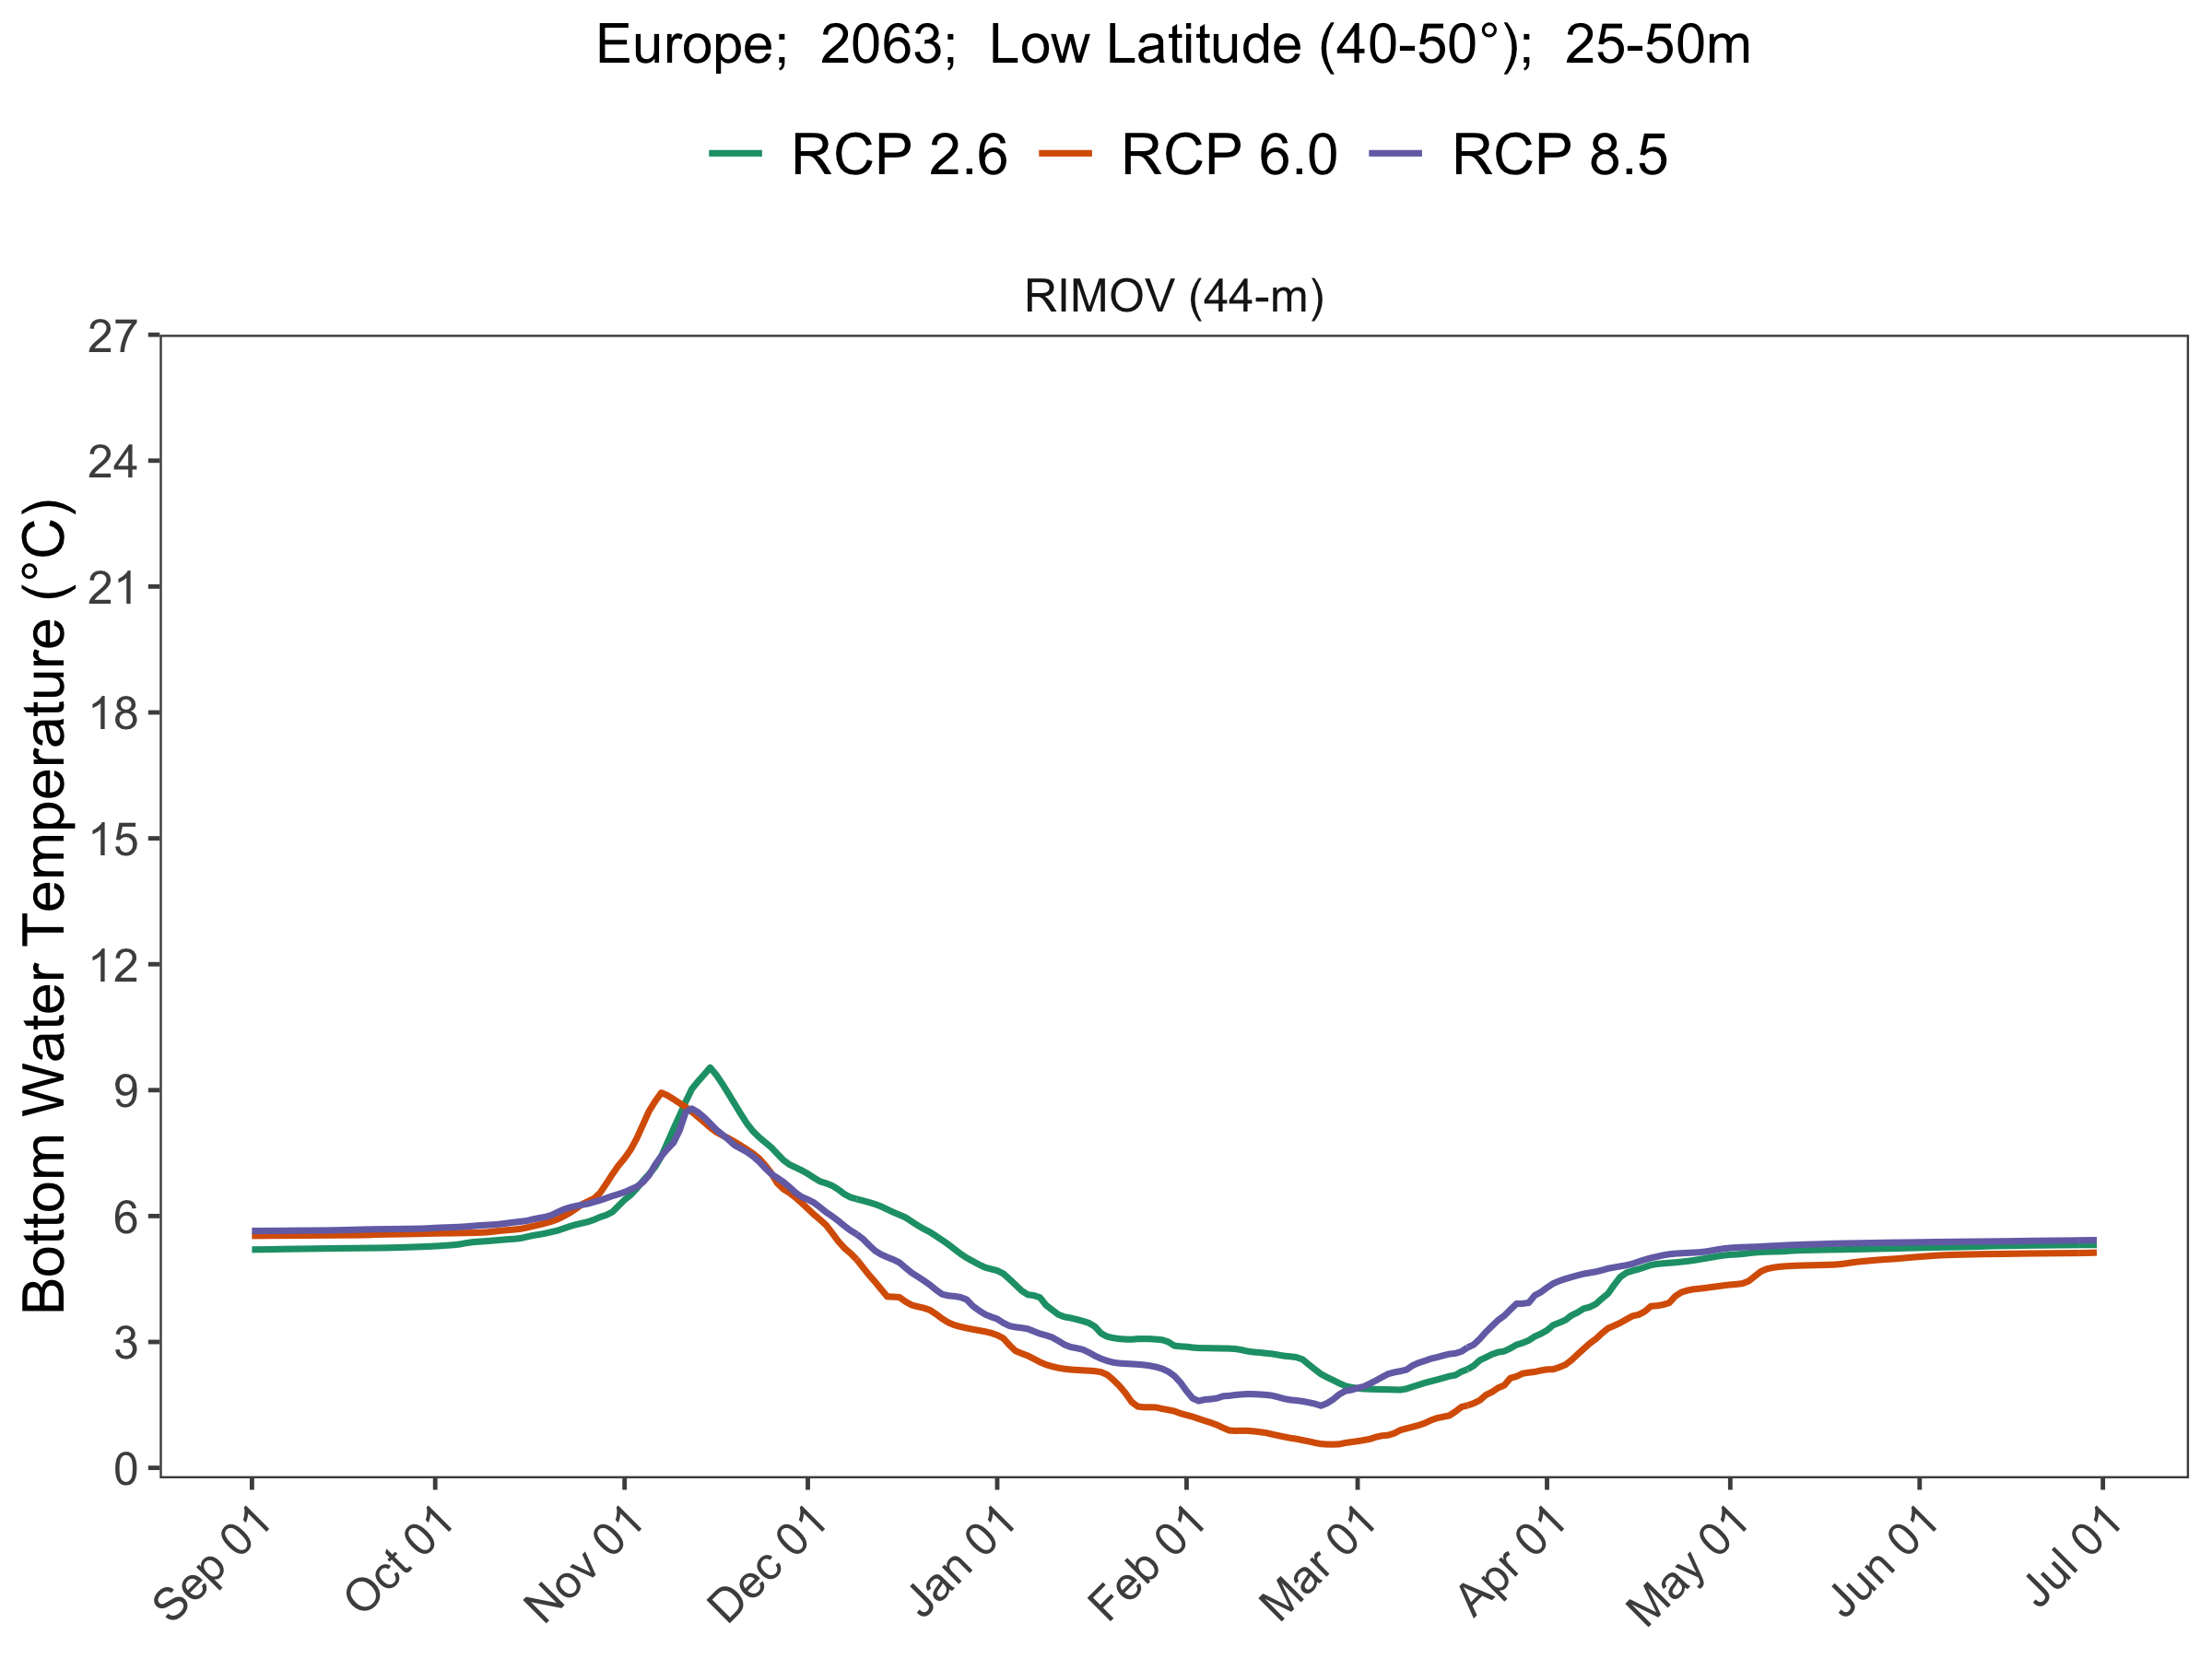 Europe;  2063;  Low Latitude (40-50°);  25-50m
RCP 2.6 RCP 6.0 RCP 8.5
RIMOV (44-m)
Bottom Water Temperature (°C)
27
24
21
18
15
12
9
6
3
0
Sep 01 Oct 01 Nov 01 Dec 01 Jan 01 Feb 01 Mar 01 Apr 01 May 01 Jun 01 Jul 01